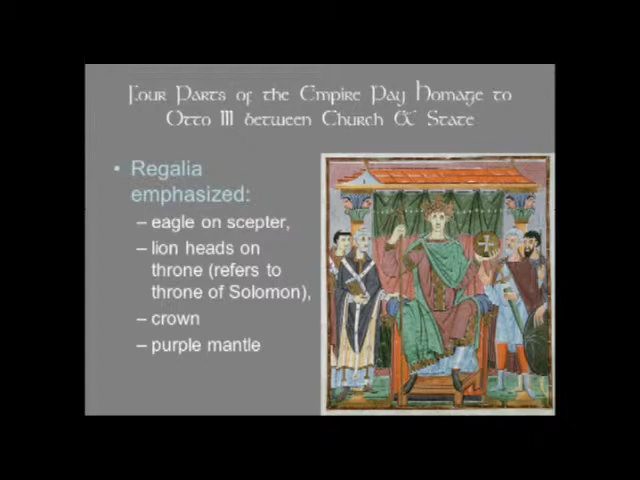 Four Parts of the Empire Pay Homage to
Otto III between Church & State
• Regalia
emphasized:
– eagle on scepter,
– lion heads on
throne (refers to
throne of Solomon),
– crown
– purple mantle